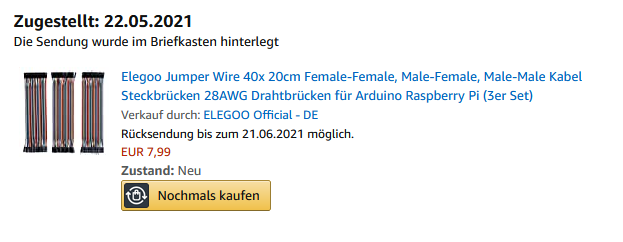 Zugestellt: 22.05.2021
Die Sendung wurde im Briefkasten hinterlegt
Elegoo Jumper Wire 40x 20cm Female-Female, Male-Female, Male-Male Kabel
Steckbrücken 28AWG Drahtbrücken für Arduino Raspberry Pi (3er Set)
Verkauf durch: ELEGOO Official - DE
Rücksendung bis zum 21.06.2021 möglich.
EUR 7,99
Zustand: Neu
Nochmals kaufen